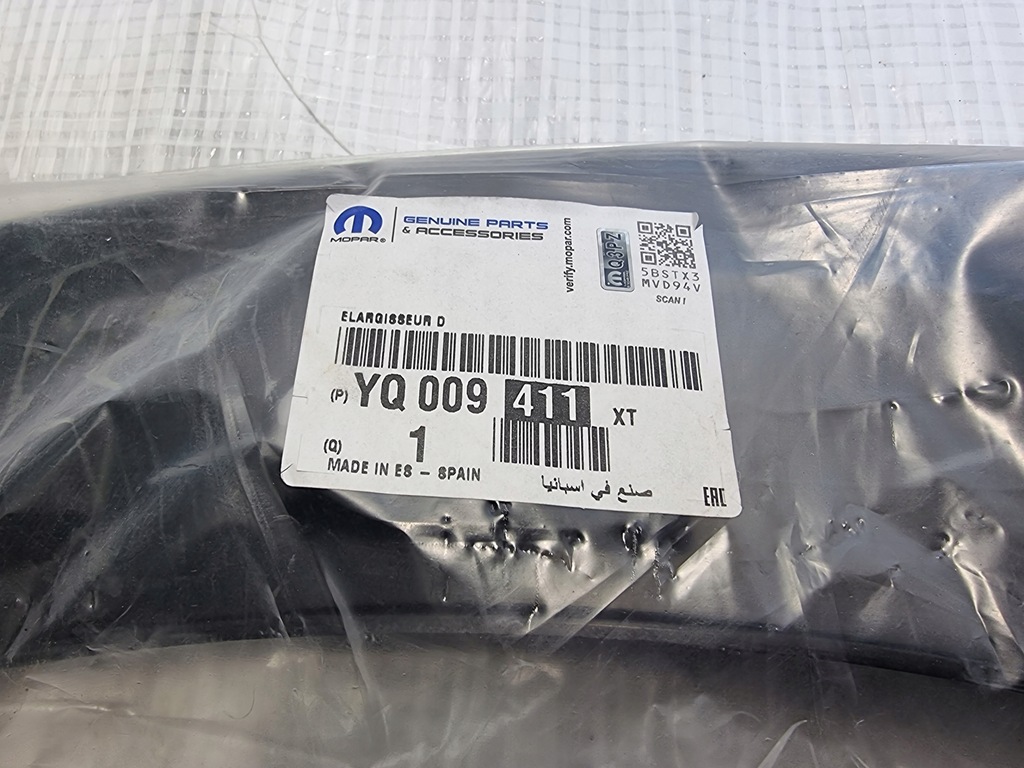 MOPAR®
GENUINE PARTS
& ACCESSORIES
verify.mopar.com
Q3PZ
5BSTX3
MVD94V
SCAN!
ELARGISSEUR D
(P) YQ 009 411 XT
(Q) 1
MADE IN ES - SPAIN
صنع في اسبانيا
EAC